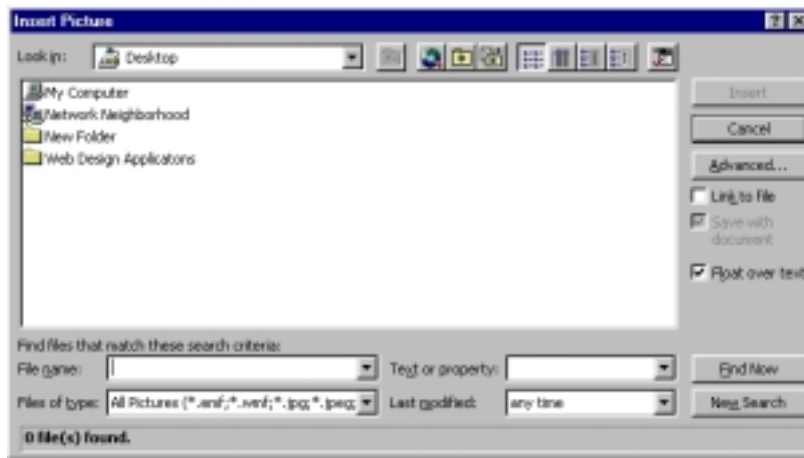 Insert Picture
Look in: Desktop
My Computer
Network Neighborhood
New Folder
Web Design Applicatons
Insert
Cancel
Advanced...
Link to file
Save with
document
Float over text
Find files that match these search criteria:
File name: Text or property: Find Now
Files of type: All Pictures (*.emf;*.wmf;*.jpg;*.jpeg; Last modified: any time New Search
0 file(s) found.